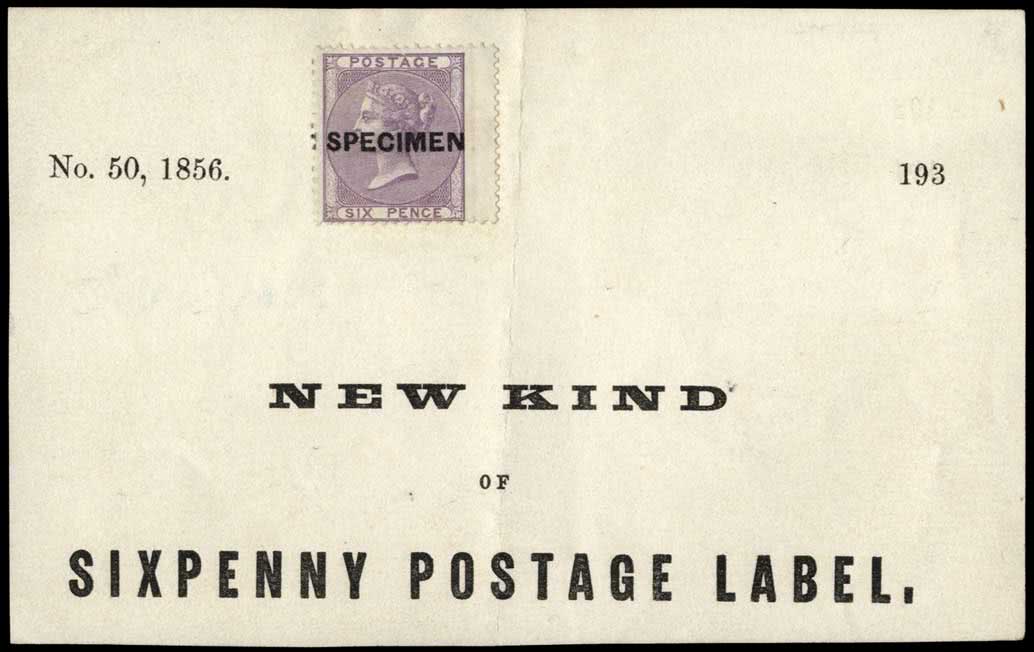 POSTAGE
SPECIMEN
SIX PENCE
No. 50, 1856.
193
NEW KIND
OF
SIXPENNY POSTAGE LABEL.